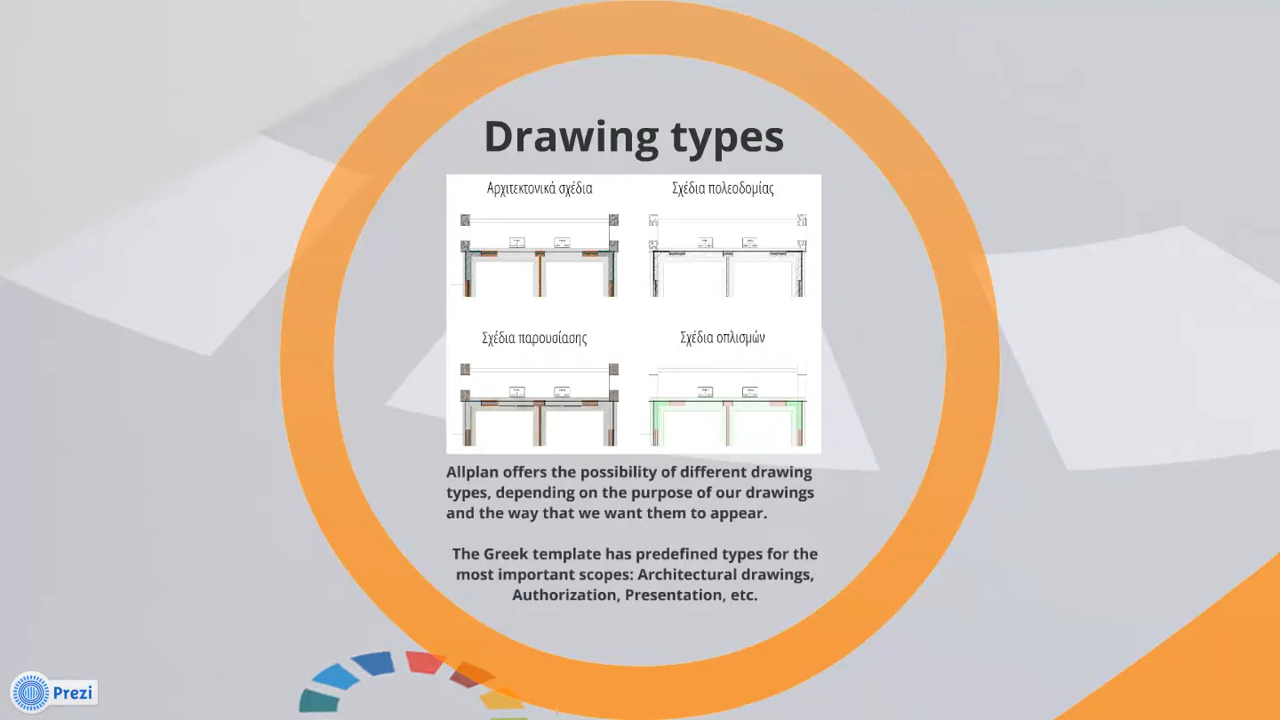 Drawing types
Αρχιτεκτονικά σχέδια
Σχέδια πολεοδομίας
Σχέδια παρουσίασης
Σχέδια οπλισμών
Allplan offers the possibility of different drawing
types, depending on the purpose of our drawings
and the way that we want them to appear.
The Greek template has predefined types for the
most important scopes: Architectural drawings,
Authorization, Presentation, etc.
Prezi